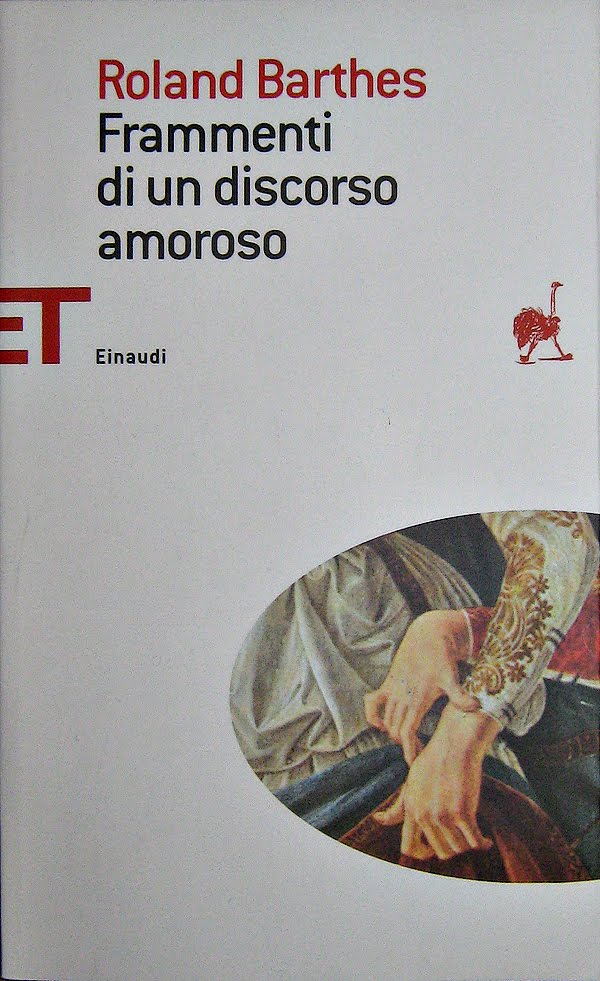 Roland Barthes
Frammenti
di un discorso
amoroso
ET
Einaudi